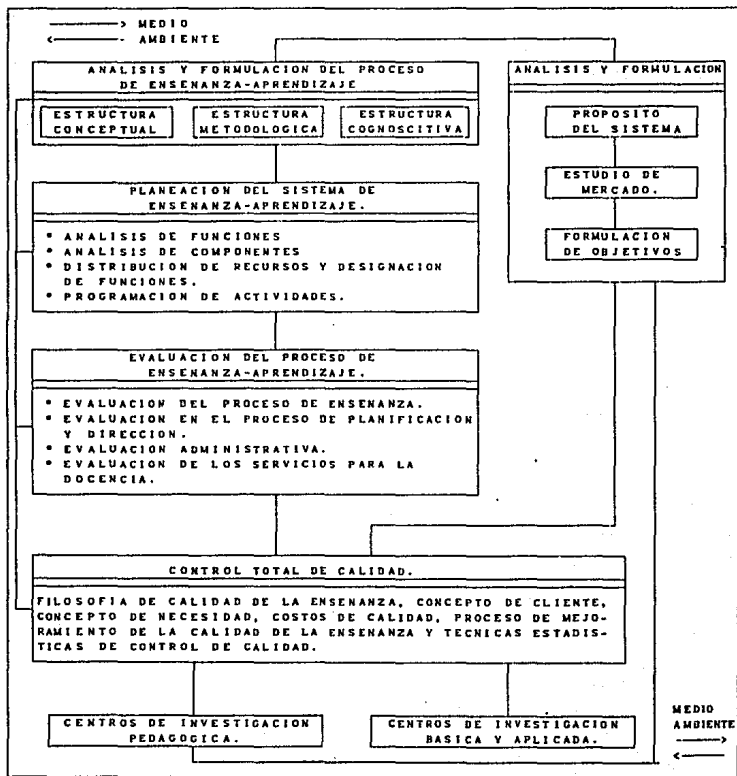 MEDIO
AMBIENTE
ANALISIS Y FORMULACION DEL PROCESO
DE ENSENANZA-APRENDIZAJE
ESTRUCTURA
CONCEPTUAL
ESTRUCTURA
METODOLOGICA
ESTRUCTURA
COGNOSCITIVA
ANALISIS Y FORMULACION
PROPOSITO
DEL SISTEMA
ESTUDIO DE
MERCADO.
FORMULACION
DE OBJETIVOS
PLANEACION DEL SISTEMA DE
ENSENANZA-APRENDIZAJE.
• ANALISIS DE FUNCIONES
• ANALISIS DE COMPONENTES
• DISTRIBUCION DE RECURSOS Y DESIGNACION
DE FUNCIONES.
• PROGRAMACION DE ACTIVIDADES.
EVALUACION DEL PROCESO DE
ENSENANZA-APRENDIZAJE.
• EVALUACION DEL PROCESO DE ENSENANZA.
• EVALUACION EN EL PROCESO DE PLANIFICACION
Y DIRECCION.
• EVALUACION ADMINISTRATIVA.
• EVALUACION DE LOS SERVICIOS PARA LA
DOCENCIA.
CONTROL TOTAL DE CALIDAD.
FILOSOFIA DE CALIDAD DE LA ENSENANZA, CONCEPTO DE CLIENTE,
CONCEPTO DE NECESIDAD, COSTOS DE CALIDAD, PROCESO DE MEJO-
RAMIENTO DE LA CALIDAD DE LA ENSENANZA Y TECNICAS ESTADIS-
TICAS DE CONTROL DE CALIDAD.
CENTROS DE INVESTIGACION
PEDAGOGICA.
CENTROS DE INVESTIGACION
BASICA Y APLICADA.
MEDIO
AMBIENTE